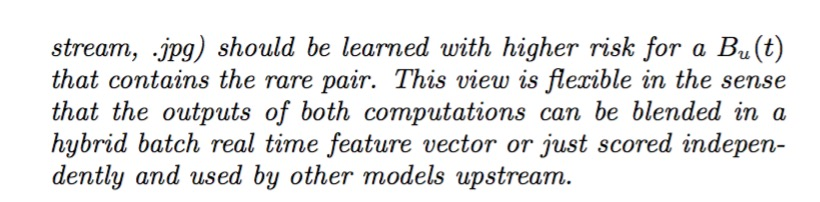 stream, .jpg) should be learned with higher risk for a Bᵤ(t)
that contains the rare pair. This view is flexible in the sense
that the outputs of both computations can be blended in a
hybrid batch real time feature vector or just scored indepen-
dently and used by other models upstream.